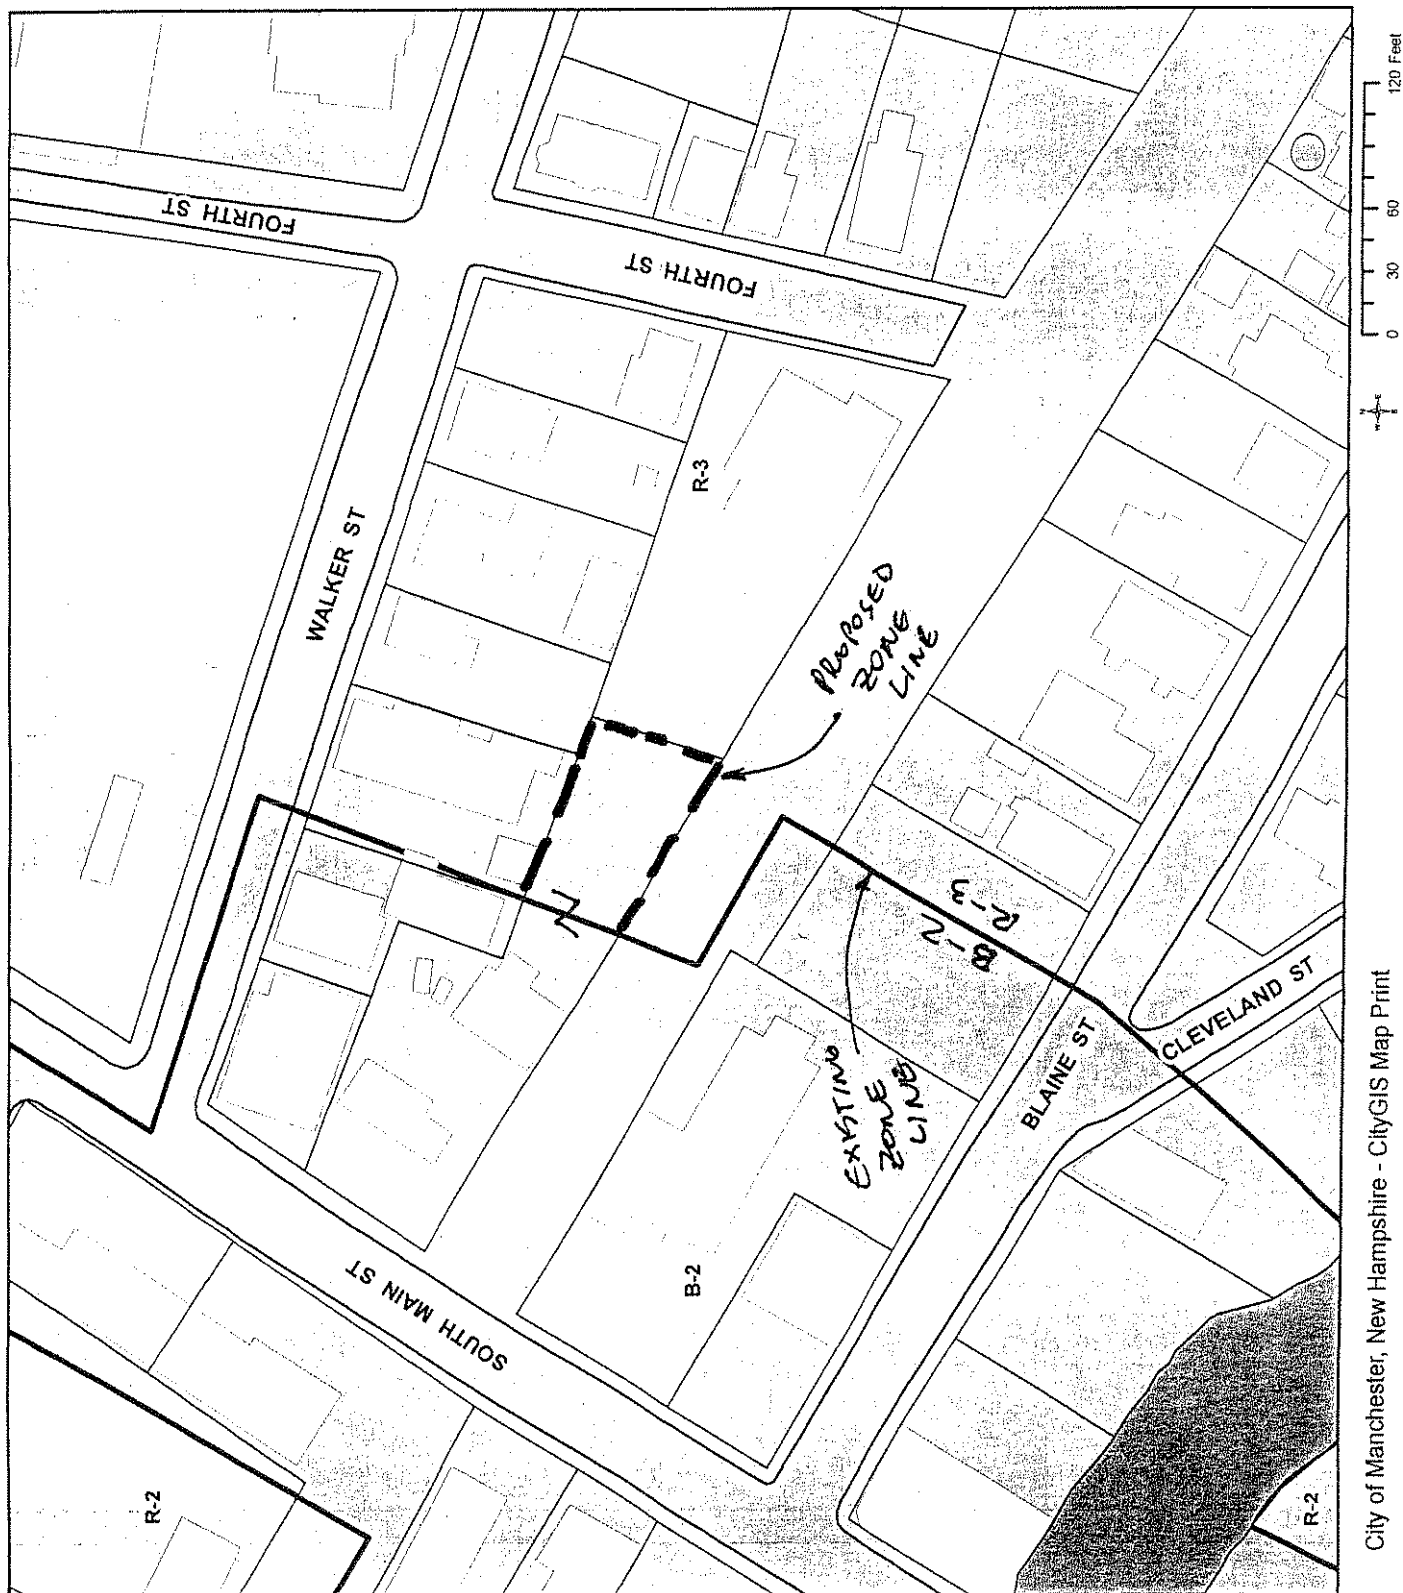 FOURTH ST
FOURTH ST
WALKER ST
R-3
PROPOSED
ZONE
LINE
R-3
B-2
EXISTING
ZONE
LINE
BLAINE ST
CLEVELAND ST
SOUTH MAIN ST
B-2
R-2
R-2
N
W
E
S
0 30 60 120 Feet
City of Manchester, New Hampshire - CityGIS Map Print